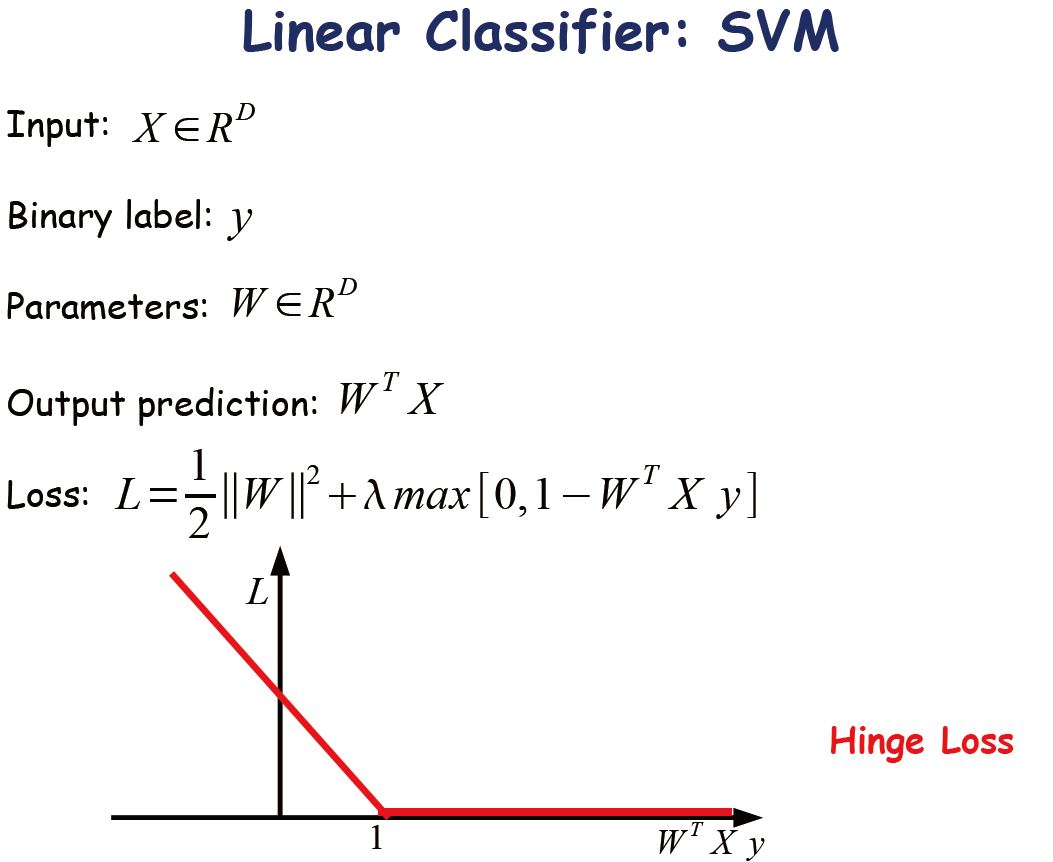 Linear Classifier: SVM
Input: X ∈ R^D
Binary label: y
Parameters: W ∈ R^D
Output prediction: W^T X
Loss: L = \frac{1}{2} ||W||^2 + λ max[0, 1 − W^T X y]
L
Hinge Loss
1
W^T X y